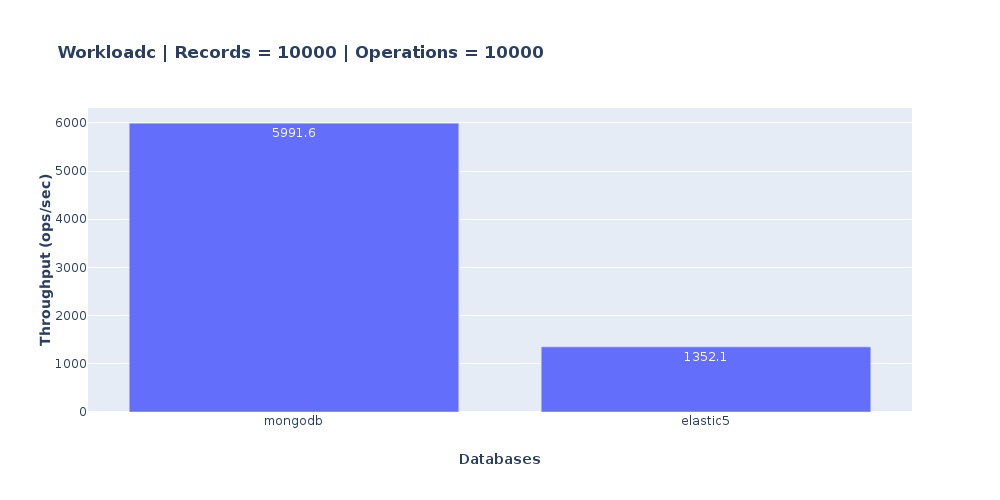 Workloadc | Records = 10000 | Operations = 10000
Throughput (ops/sec)
6000
5000
4000
3000
2000
1000
0
5991.6
1352.1
mongodb
elastic5
Databases